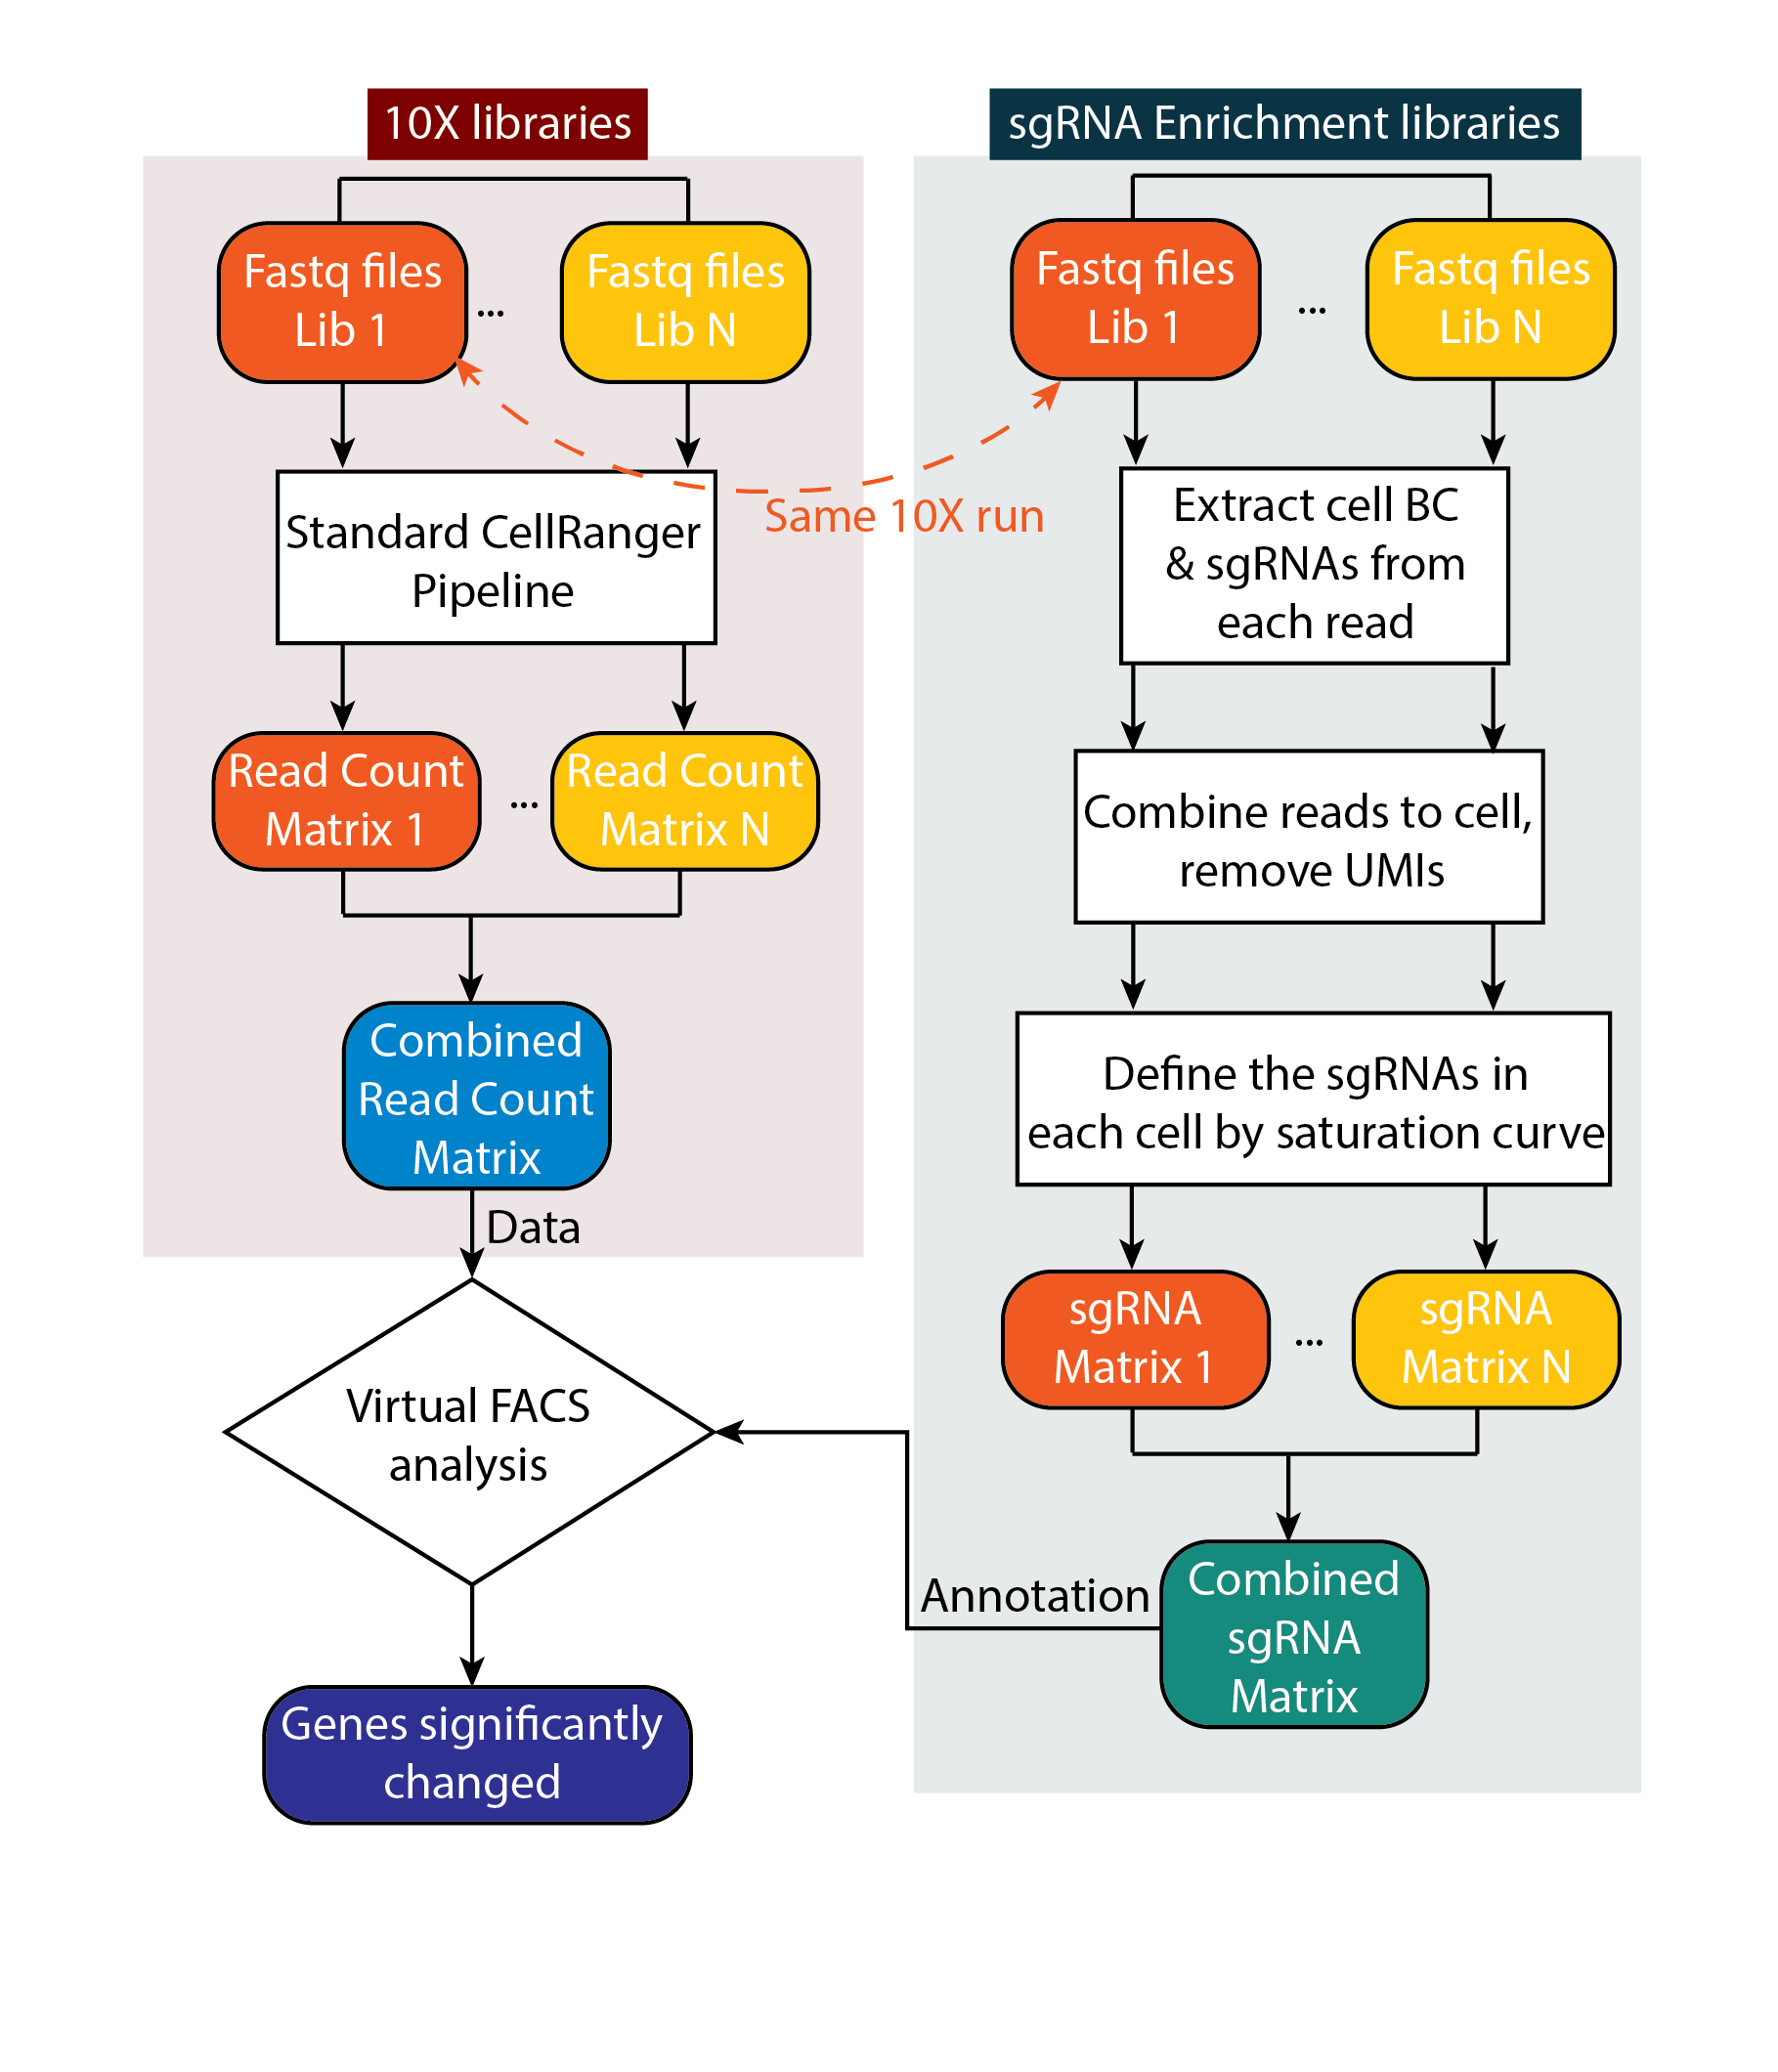 10X libraries
Fastq files
Lib 1
...
Fastq files
Lib N
Standard CellRanger
Pipeline
Read Count
Matrix 1
...
Read Count
Matrix N
Combined
Read Count
Matrix
Data
Virtual FACS
analysis
Genes significantly
changed
Same 10X run
sgRNA Enrichment libraries
Fastq files
Lib 1
...
Fastq files
Lib N
Extract cell BC
& sgRNAs from
each read
Combine reads to cell,
remove UMIs
Define the sgRNAs in
each cell by saturation curve
sgRNA
Matrix 1
...
sgRNA
Matrix N
Combined
sgRNA
Matrix
Annotation